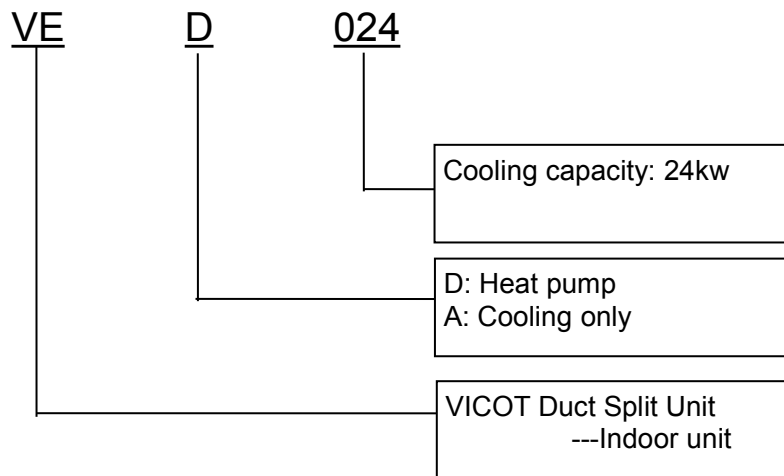 VE D 024
Cooling capacity: 24kw
D: Heat pump
A: Cooling only
VICOT Duct Split Unit
---Indoor unit